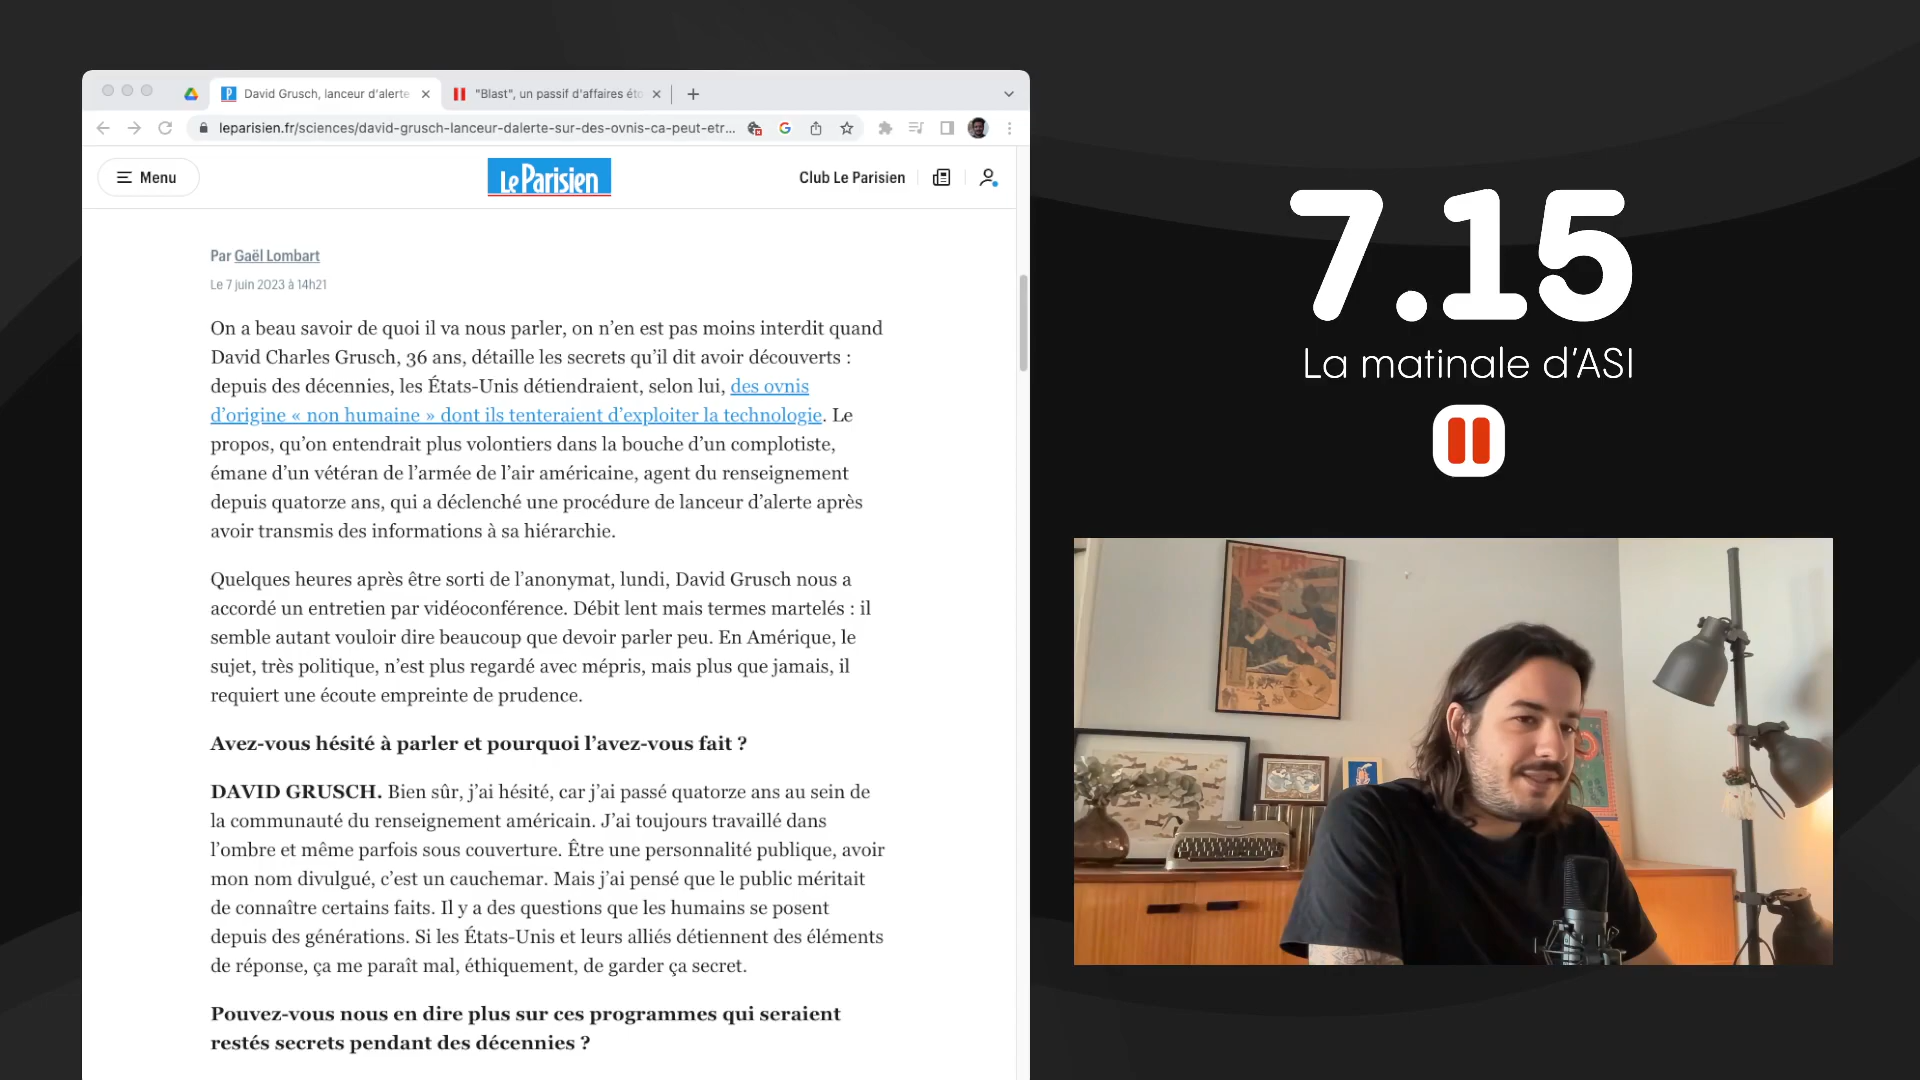 David Grusch, lanceur d'alerte
"Blast", un passif d'affaires éto
leparisien.fr/sciences/david-grusch-lanceur-dalerte-sur-des-ovnis-ca-peut-etr...
Menu
Le Parisien
Club Le Parisien
Par Gaël Lombart
Le 7 juin 2023 à 14h21
On a beau savoir de quoi il va nous parler, on n’en est pas moins interdit quand
David Charles Grusch, 36 ans, détaille les secrets qu’il dit avoir découverts :
depuis des décennies, les États-Unis détiendraient, selon lui, des ovnis
d’origine « non humaine » dont ils tenteraient d’exploiter la technologie. Le
propos, qu’on entendrait plus volontiers dans la bouche d’un complotiste,
émane d’un vétéran de l’armée de l’air américaine, agent du renseignement
depuis quatorze ans, qui a déclenché une procédure de lanceur d’alerte après
avoir transmis des informations à sa hiérarchie.
Quelques heures après être sorti de l’anonymat, lundi, David Grusch nous a
accordé un entretien par vidéoconférence. Débit lent mais termes martelés : il
semble autant vouloir dire beaucoup que devoir parler peu. En Amérique, le
sujet, très politique, n’est plus regardé avec mépris, mais plus que jamais, il
requiert une écoute empreinte de prudence.
Avez-vous hésité à parler et pourquoi l’avez-vous fait ?
DAVID GRUSCH. Bien sûr, j’ai hésité, car j’ai passé quatorze ans au sein de
la communauté du renseignement américain. J’ai toujours travaillé dans
l’ombre et même parfois sous couverture. Être une personnalité publique, avoir
mon nom divulgué, c’est un cauchemar. Mais j’ai pensé que le public méritait
de connaître certains faits. Il y a des questions que les humains se posent
depuis des générations. Si les États-Unis et leurs alliés détiennent des éléments
de réponse, ça me paraît mal, éthiquement, de garder ça secret.
Pouvez-vous nous en dire plus sur ces programmes qui seraient
restés secrets pendant des décennies ?
7.15
La matinale d’ASI